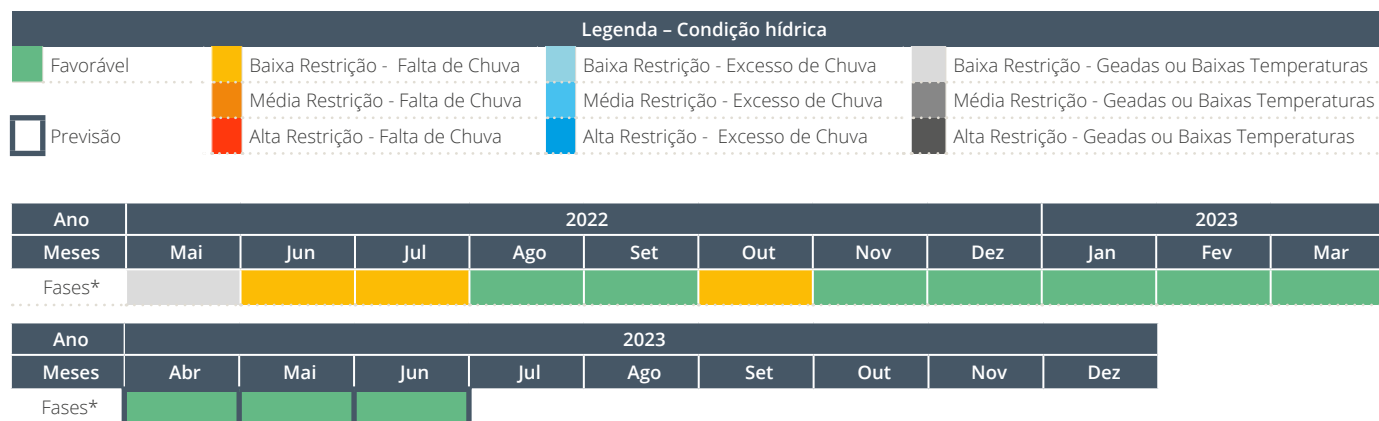 Legenda – Condição hídrica
Favorável Baixa Restrição - Falta de Chuva Baixa Restrição - Excesso de Chuva Baixa Restrição - Geadas ou Baixas Temperaturas
Média Restrição - Falta de Chuva Média Restrição - Excesso de Chuva Média Restrição - Geadas ou Baixas Temperaturas
Previsão Alta Restrição - Falta de Chuva Alta Restrição - Excesso de Chuva Alta Restrição - Geadas ou Baixas Temperaturas
Ano 2022 2023
Meses Mai Jun Jul Ago Set Out Nov Dez Jan Fev Mar
Fases*
Ano 2023
Meses Abr Mai Jun Jul Ago Set Out Nov Dez
Fases*